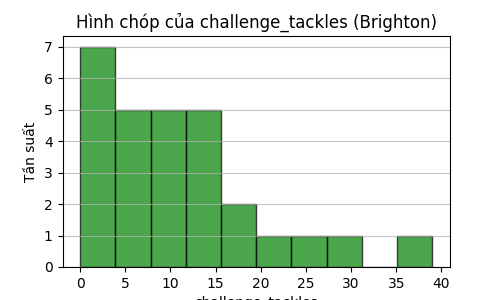 Hình chóp của challenge_tackles (Brighton)
Tần suất
7
6
5
4
3
2
1
0
0 5 10 15 20 25 30 35 40
challenge_tackles